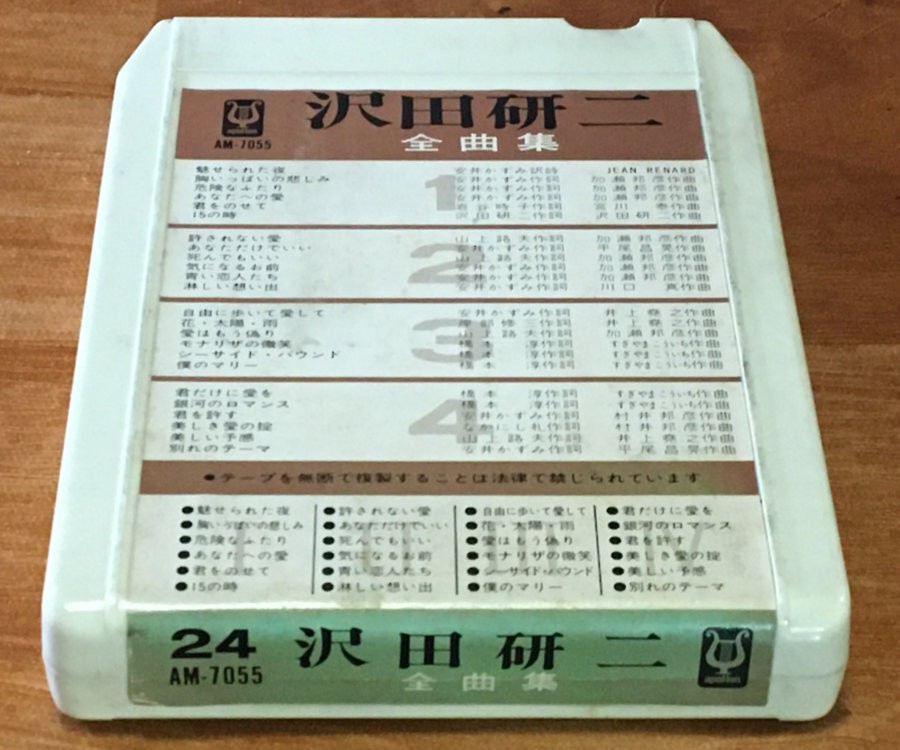 沢田研二
apollon
AM-7055
全曲集
1
魅せられた夜 安井かずみ訳詩 JEAN RENARD
胸いっぱいの悲しみ 安井かずみ作詞 加瀬邦彦作曲
危険なふたり 安井かずみ作詞 加瀬邦彦作曲
あなたへの愛 安井かずみ作詞 加瀬邦彦作曲
君をのせて 岩谷時子作詞 宮川泰作曲
15の時 沢田研二作詞 沢田研二作曲
2
許されない愛 山上路夫作詞 加瀬邦彦作曲
あなただけでいい 安井かずみ作詞 平尾昌晃作曲
死んでもいい 山上路夫作詞 加瀬邦彦作曲
気になるお前 安井かずみ作詞 加瀬邦彦作曲
青い恋人たち 安井かずみ作詞 加瀬邦彦作曲
淋しい想い出 安井かずみ作詞 川口真作曲
3
自由に歩いて愛して 安井かずみ作詞 井上堯之作曲
花・太陽・雨 作詞 井上堯之作曲
愛はもう偽り 山上路夫作詞 加瀬邦彦作曲
モナリザの微笑 橋本淳作詞 すぎやまこういち作曲
シーサイド・バウンド 橋本淳作詞 すぎやまこういち作曲
僕のマリー 橋本淳作詞 すぎやまこういち作曲
4
君だけに愛を 橋本淳作詞 すぎやまこういち作曲
銀河のロマンス 橋本淳作詞 すぎやまこういち作曲
君を許す 安井かずみ作詞 村井邦彦作曲
美しき愛の掟 なかにし礼作詞 村井邦彦作曲
美しい予感 山上路夫作詞 井上堯之作曲
別れのテーマ 安井かずみ作詞 平尾昌晃作曲
●テープを無断で複製することは法律で禁じられています
●魅せられた夜
●胸いっぱいの悲しみ
●危険なふたり
●あなたへの愛
●君をのせて
●15の時
●許されない愛
●あなただけでいい
●死んでもいい
●気になるお前
●青い恋人たち
●淋しい想い出
●自由に歩いて愛して
●花・太陽・雨
●愛はもう偽り
●モナリザの微笑
●シーサイド・バウンド
●僕のマリー
●君だけに愛を
●銀河のロマンス
●君を許す
●美しき愛の掟
●美しい予感
●別れのテーマ
24 沢田研二
AM-7055
全曲集
apollon